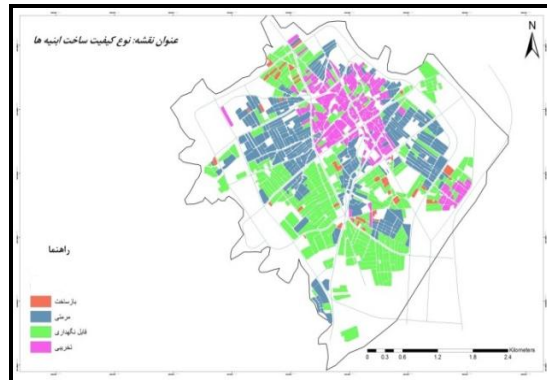 عنوان نقشه: نوع کیفیت ساخت ابنیه ها
N
راهنما
بازساخت
مرمتی
قابل نگهداری
تخریبی
Kilometers
0 0.3 0.6 1.2 1.8 2.4